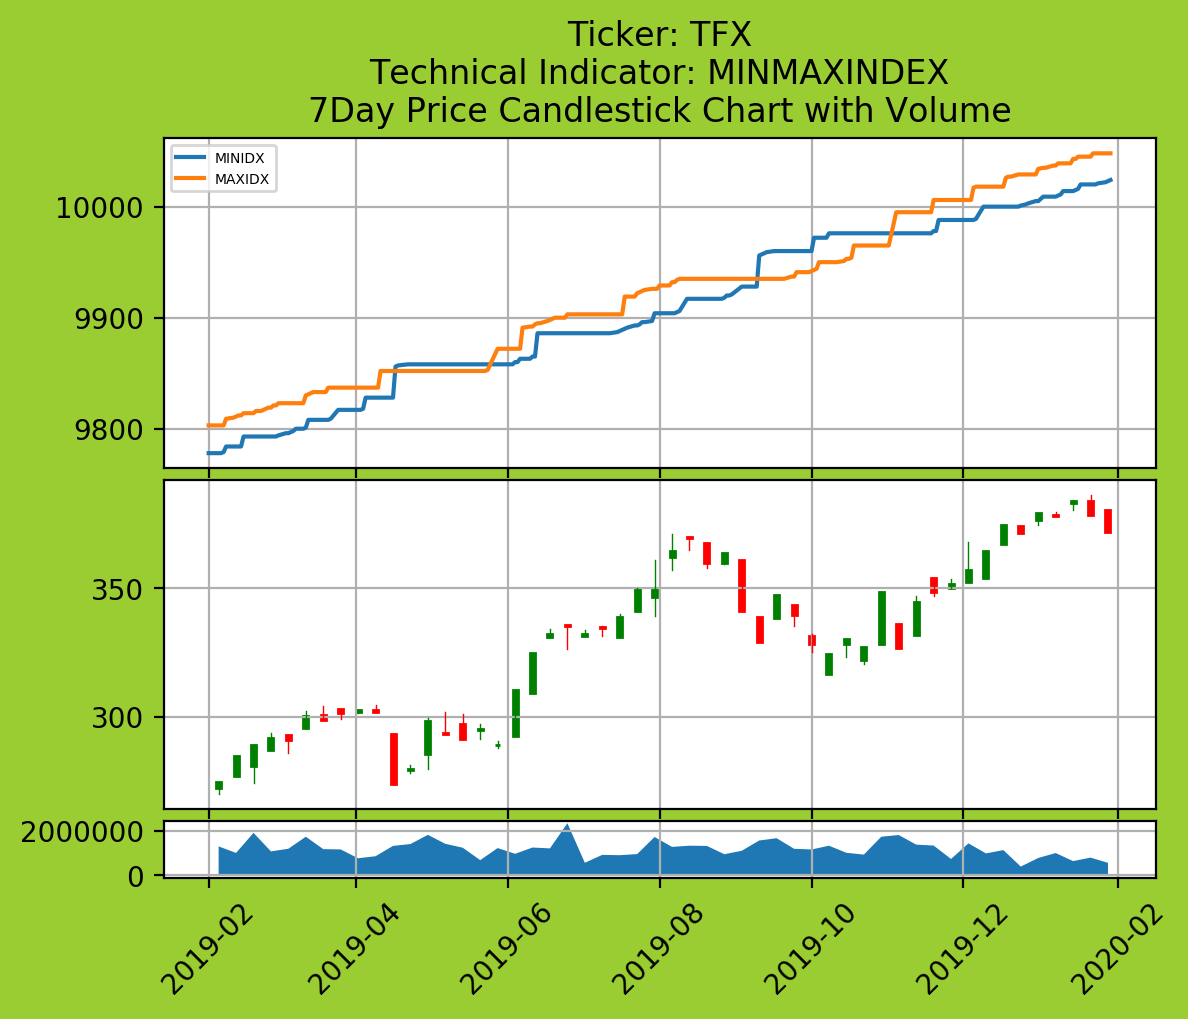 Ticker: TFX
Technical Indicator: MINMAXINDEX
7Day Price Candlestick Chart with Volume
MINIDX
MAXIDX
10000
9900
9800
350
300
2000000
0
2019-02
2019-04
2019-06
2019-08
2019-10
2019-12
2020-02